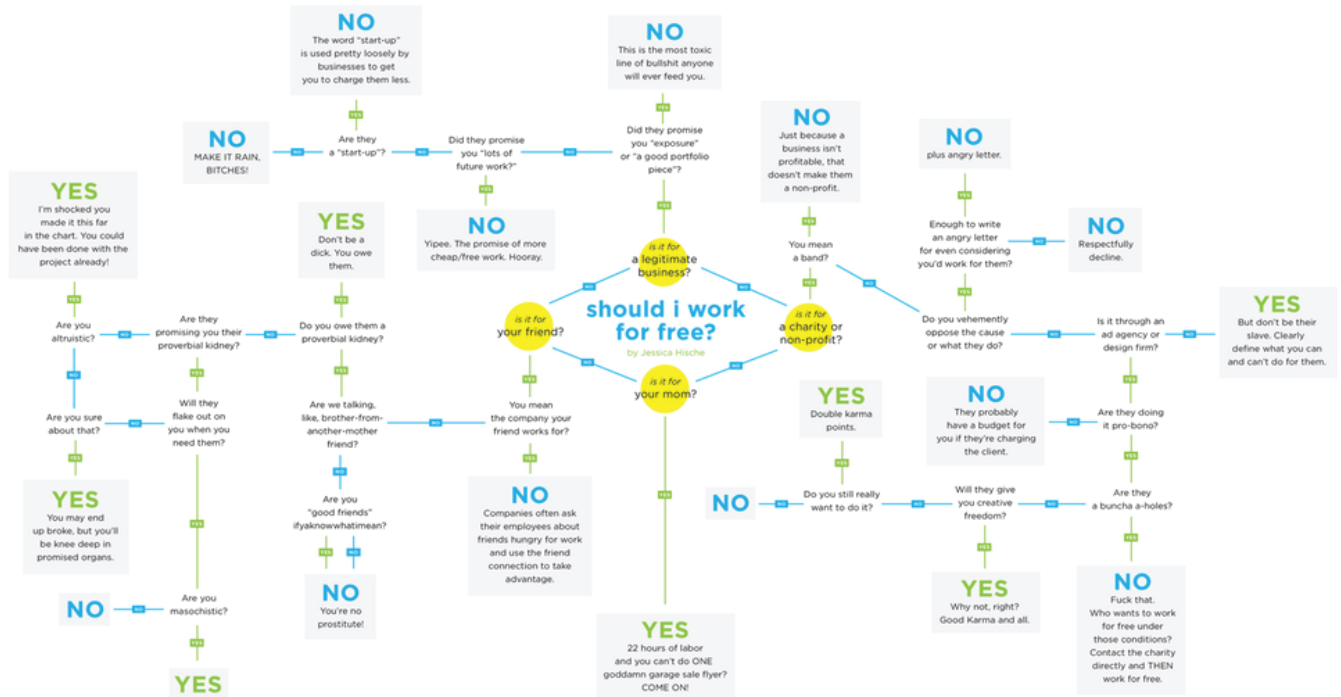 NO
The word “start-up”
is used pretty loosely by
businesses to get
you to charge them less.
YES
NO
This is the most toxic
line of bullshit anyone
will ever feed you.
YES
NO
MAKE IT RAIN,
BITCHES!
NO
Are they
a “start-up”?
NO
Did they promise
you “lots of
future work?”
NO
Did they promise
you “exposure”
or “a good portfolio
piece”?
YES
YES
NO
Yipee. The promise of more
cheap/free work. Hooray.
NO
Just because a
business isn’t
profitable, that
doesn’t make them
a non-profit.
YES
You mean
a band?
YES
NO
NO
plus angry letter.
YES
Enough to write
an angry letter
for even considering
you’d work for them?
NO
NO
Respectfully
decline.
YES
YES
I’m shocked you
made it this far
in the chart. You could
have been done with the
project already!
YES
YES
Don’t be a
dick. You owe
them.
YES
Are you
altruistic?
NO
Are they
promising you their
proverbial kidney?
NO
Do you owe them a
proverbial kidney?
is it for
a legitimate
business?
NO
NO
is it for
your friend?
should i work
for free?
by Jessica Hische
is it for
a charity or
non-profit?
NO
NO
is it for
your mom?
Do you vehemently
oppose the cause
or what they do?
NO
Is it through an
ad agency or
design firm?
NO
YES
But don’t be their
slave. Clearly
define what you can
and can’t do for them.
NO
YES
YES
YES
YES
Are you sure
about that?
NO
Will they
flake out on
you when you
need them?
Are we talking,
like, brother-from-
another-mother
friend?
NO
You mean
the company your
friend works for?
YES
Double karma
points.
NO
They probably
have a budget for
you if they’re charging
the client.
NO
Are they doing
it pro-bono?
YES
YES
YES
You may end
up broke, but you’ll
be knee deep in
promised organs.
YES
NO
Are you
“good friends”
ifyaknowwhatimean?
YES
NO
NO
You’re no
prostitute!
YES
NO
Companies often ask
their employees about
friends hungry for work
and use the friend
connection to take
advantage.
YES
YES
NO
NO
Do you still really
want to do it?
NO
Will they give
you creative
freedom?
NO
Are they
a buncha a-holes?
YES
YES
YES
Why not, right?
Good Karma and all.
NO
Fuck that.
Who wants to work
for free under
those conditions?
Contact the charity
directly and THEN
work for free.
NO
NO
Are you
masochistic?
YES
YES
YES
22 hours of labor
and you can’t do ONE
goddamn garage sale flyer?
COME ON!